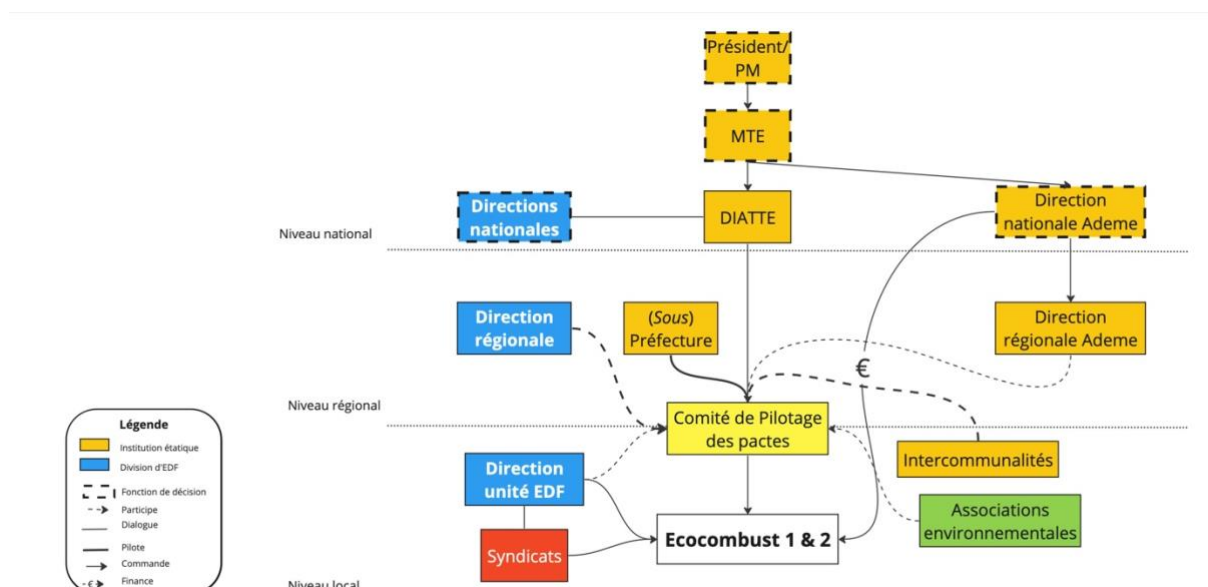 Président/
PM
MTE
Directions
nationales
DIATTE
Direction
nationale Ademe
Niveau national
Direction
régionale
(Sous)
Préfecture
Direction
régionale Ademe
€
Niveau régional
Comité de Pilotage
des pactes
Intercommunalités
Direction
unité EDF
Associations
environnementales
Syndicats
Ecocombust 1 & 2
Niveau local
Légende
Institution étatique
Division d'EDF
Fonction de décision
Participe
Dialogue
Pilote
Commande
€
Finance